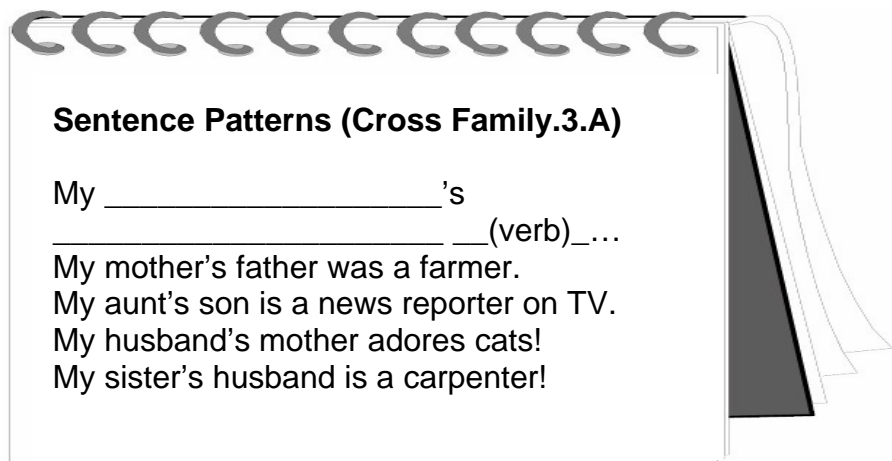 Sentence Patterns (Cross Family.3.A)
My ___________________’s
______________________ __(verb)_…
My mother’s father was a farmer.
My aunt’s son is a news reporter on TV.
My husband’s mother adores cats!
My sister’s husband is a carpenter!